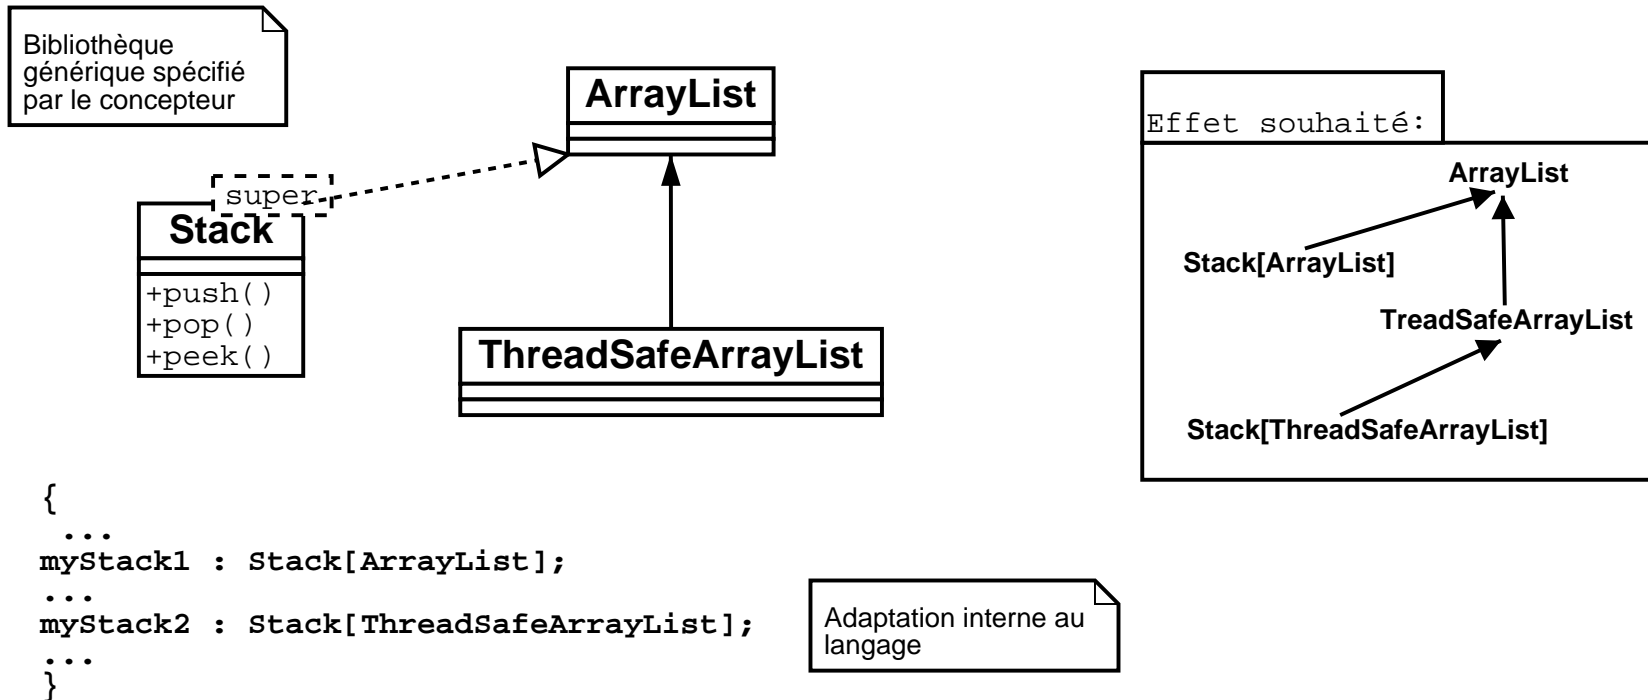 Bibliothèque
générique spécifié
par le concepteur
ArrayList
super
Stack
+push()
+pop()
+peek()
ThreadSafeArrayList
Effet souhaité:
ArrayList
Stack[ArrayList]
TreadSafeArrayList
Stack[ThreadSafeArrayList]
{
...
myStack1 : Stack[ArrayList];
...
myStack2 : Stack[ThreadSafeArrayList];
...
}
Adaptation interne au
langage